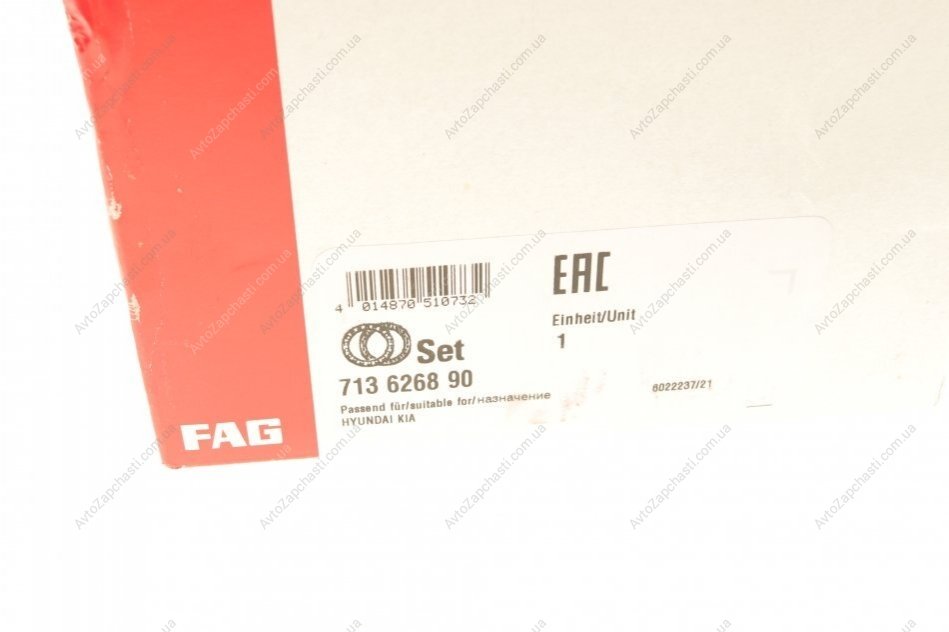 EAC
4 014870 510732
Einheit/Unit
1
Set
713 6268 90
6022237/21
Passend für/suitable for/назначение
HYUNDAI KIA
FAG
AvtoZapchasti.com.ua